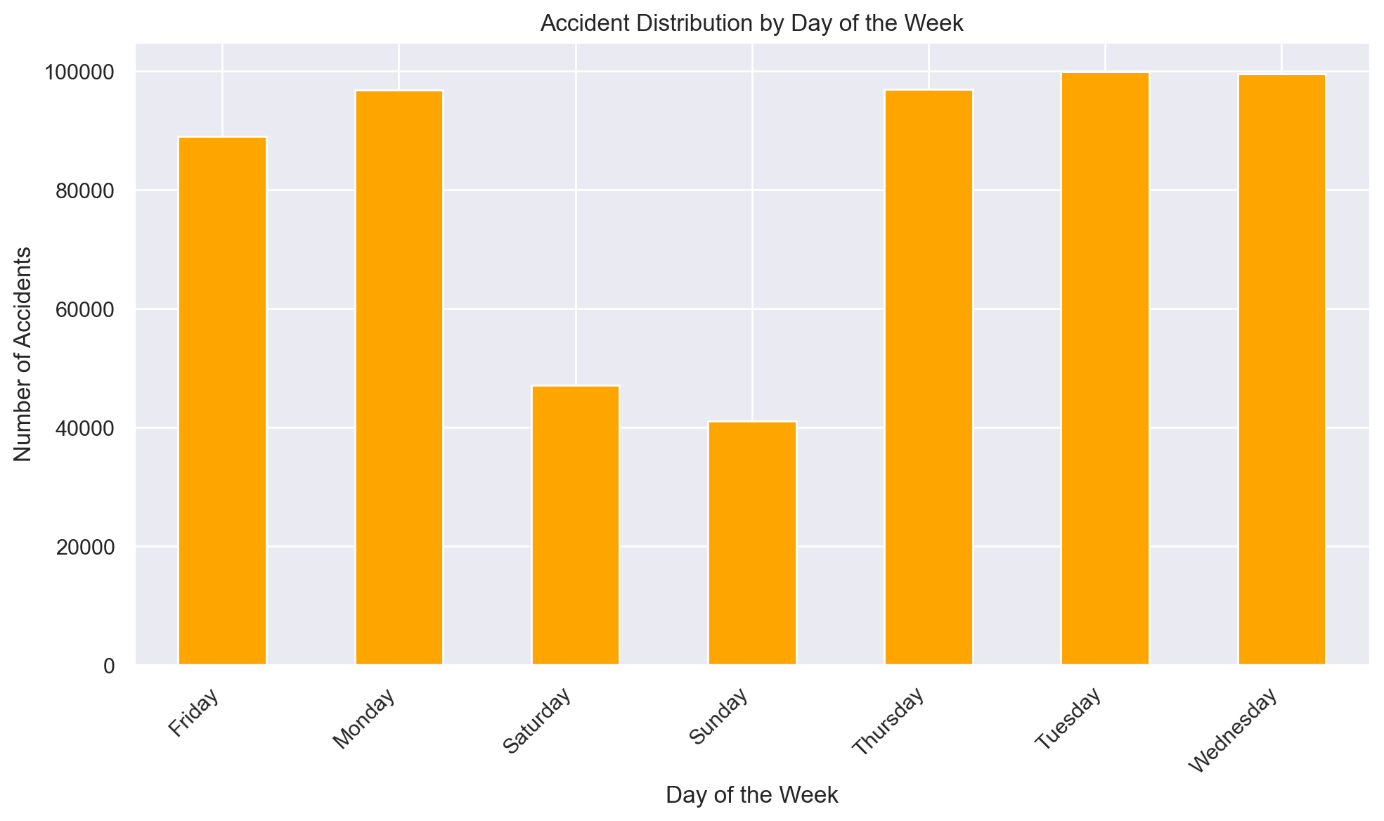 Accident Distribution by Day of the Week
100000
80000
60000
40000
20000
0
Number of Accidents
Friday
Monday
Saturday
Sunday
Thursday
Tuesday
Wednesday
Day of the Week